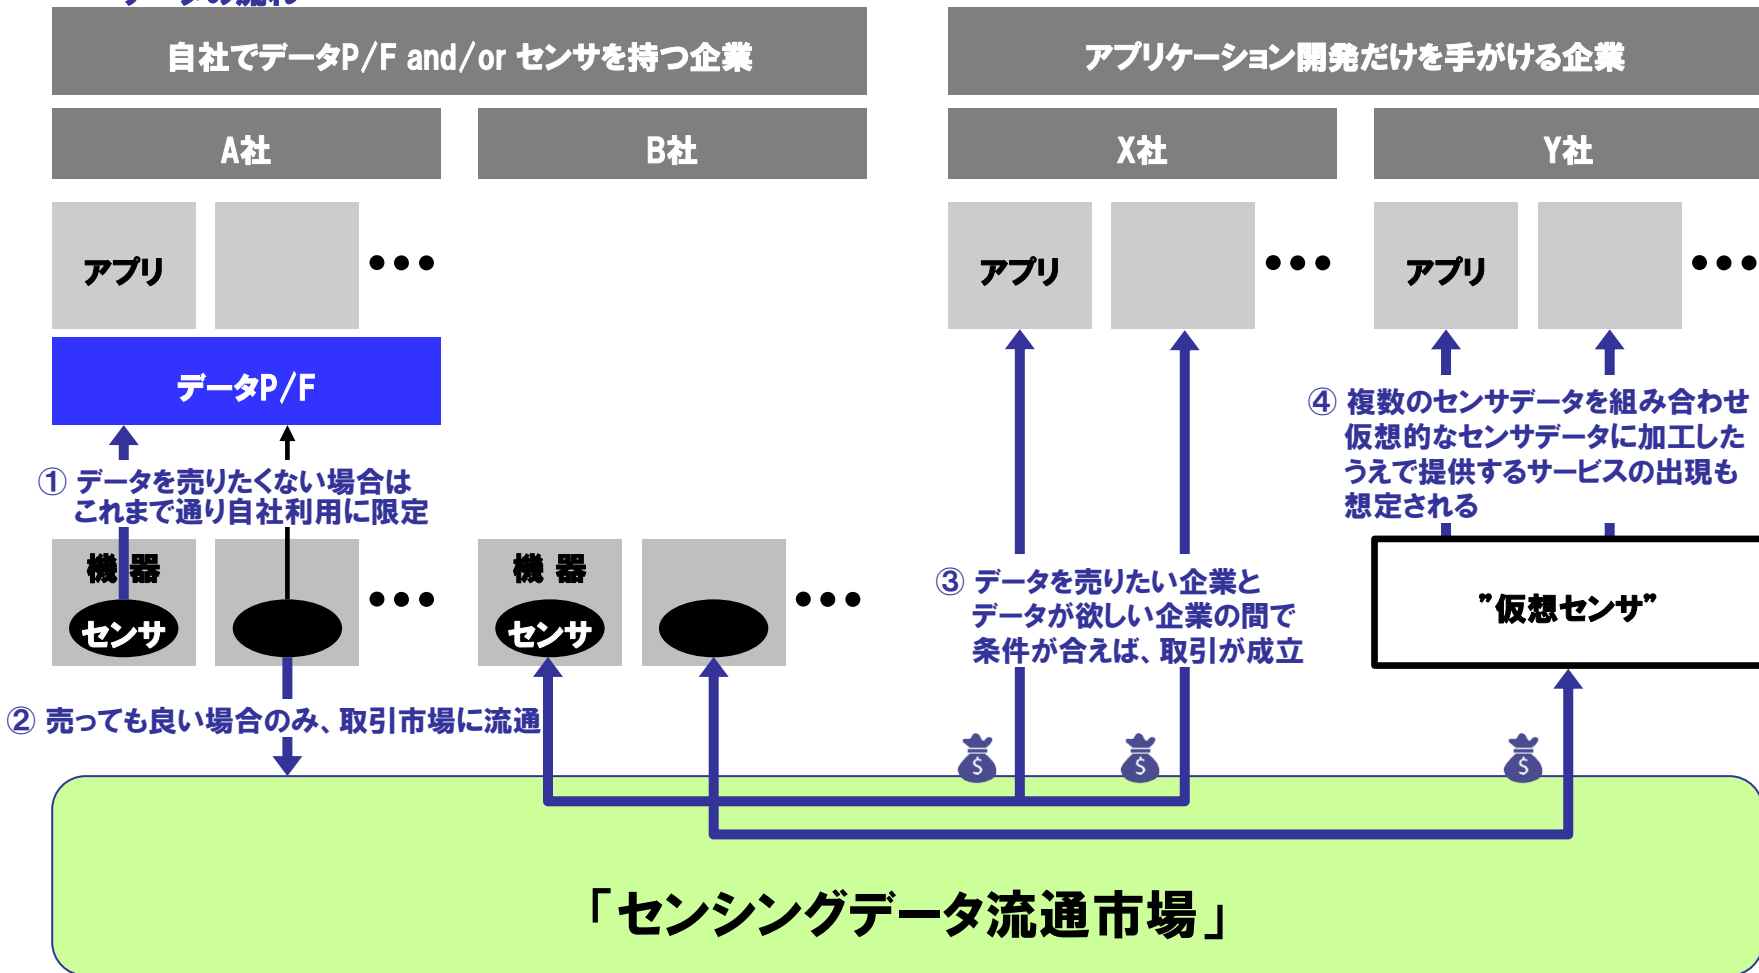 データの流れ
自社でデータP/F and/or センサを持つ企業
アプリケーション開発だけを手がける企業
A社
B社
X社
Y社
アプリ
アプリ
アプリ
データP/F
① データを売りたくない場合は
これまで通り自社利用に限定
④ 複数のセンサデータを組み合わせ
仮想的なセンサデータに加工した
うえで提供するサービスの出現も
想定される
機 器
センサ
機 器
センサ
③ データを売りたい企業と
データが欲しい企業の間で
条件が合えば、取引が成立
”仮想センサ”
② 売っても良い場合のみ、取引市場に流通
$
$
$
「センシングデータ流通市場」